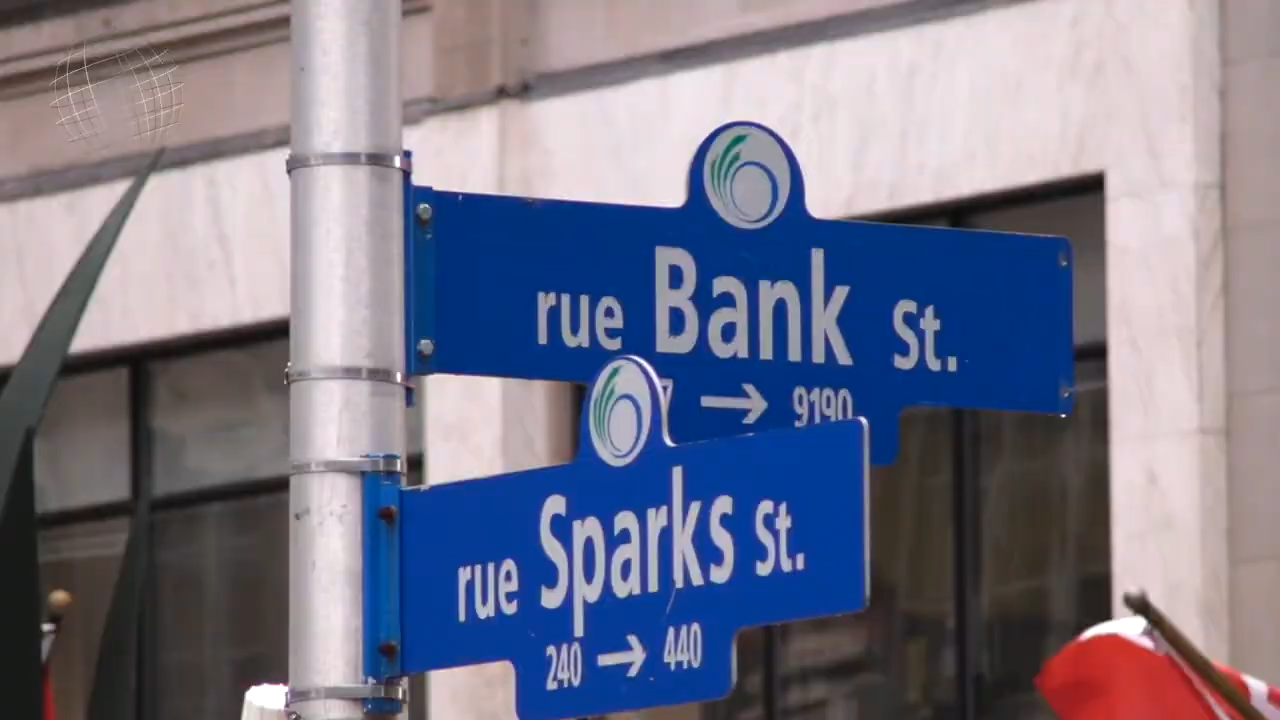 rue Bank St.
→ 9190
rue Sparks St.
240 → 440